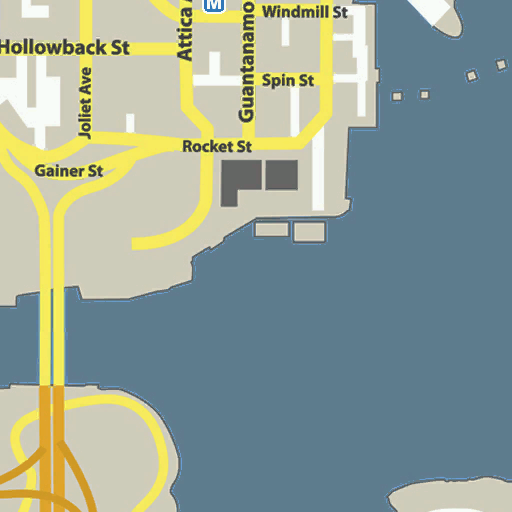 M
Windmill St
Attica A
Guantanamo
Hollowback St
Spin St
Joliet Ave
Rocket St
Gainer St